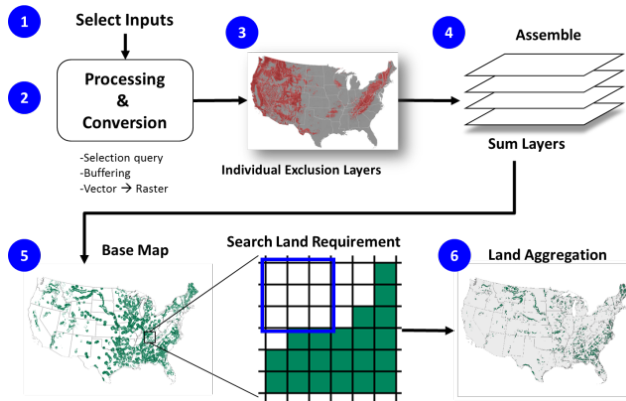 1
Select Inputs
2
Processing
&
Conversion
-Selection query
-Buffering
-Vector → Raster
3
Individual Exclusion Layers
4
Assemble
Sum Layers
5
Base Map
Search Land Requirement
6
Land Aggregation